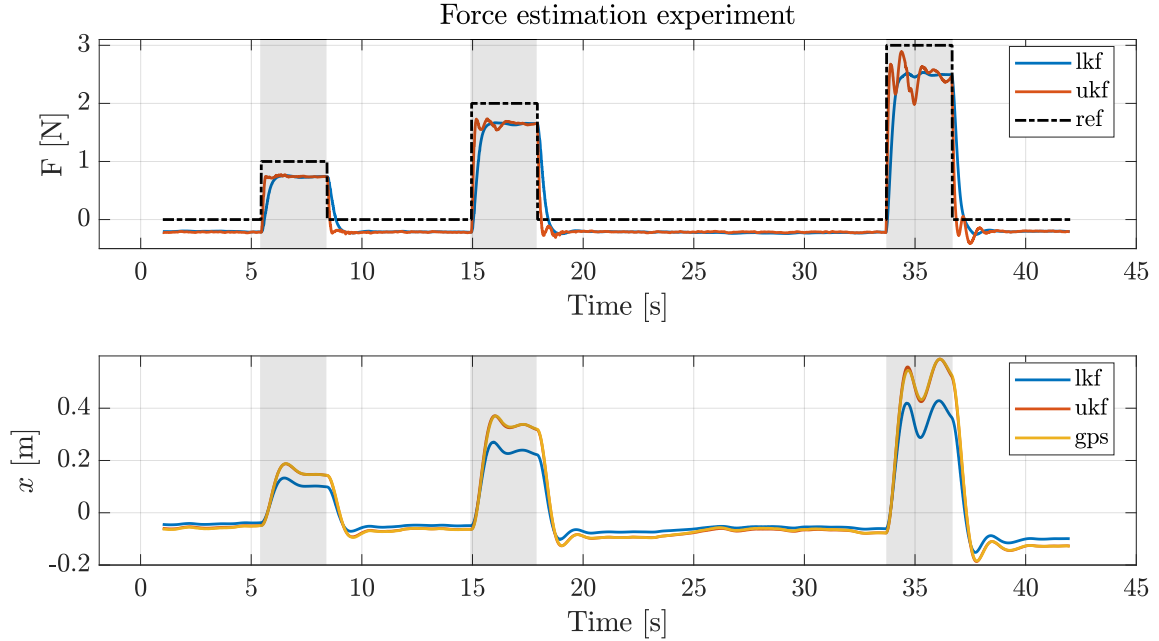 Force estimation experiment
3
2
1
0
F [N]
lkf
ukf
ref
0 5 10 15 20 25 30 35 40 45
Time [s]
0.4
0.2
0
-0.2
x [m]
lkf
ukf
gps
0 5 10 15 20 25 30 35 40 45
Time [s]